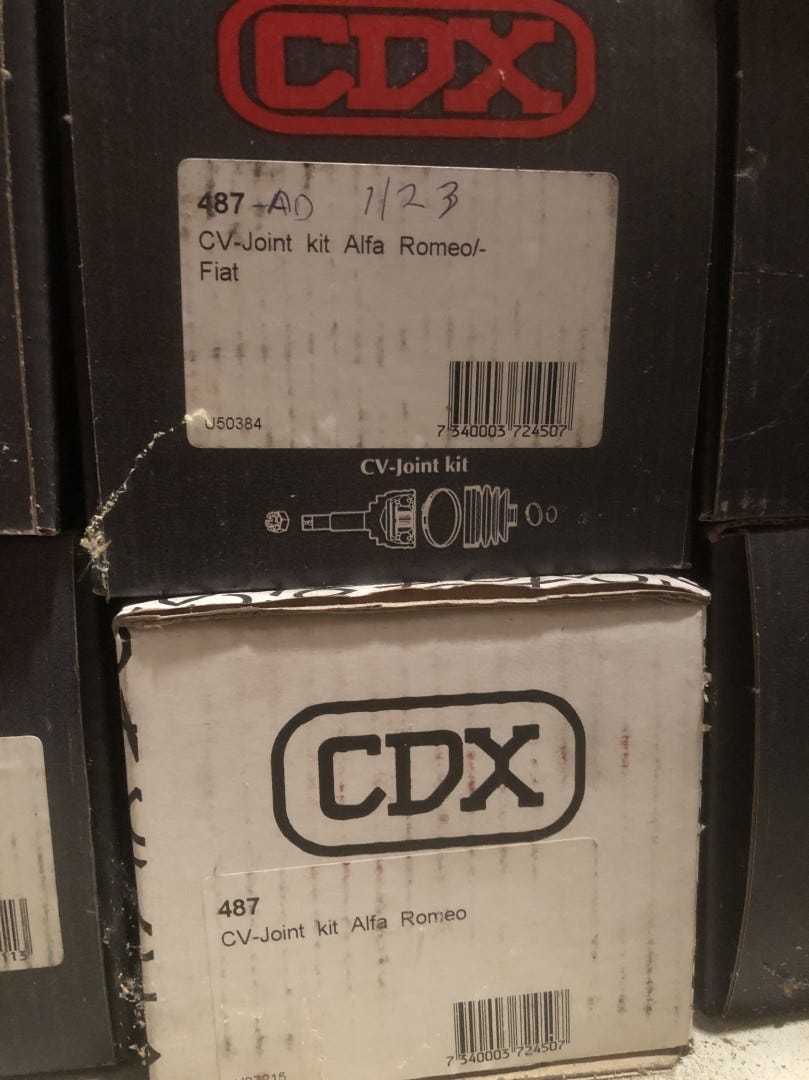 CDX
487-AD 1/23
CV-Joint kit Alfa Romeo/-
Fiat
U50384
7 340003 724507
CV-Joint kit
CDX
487
CV-Joint kit Alfa Romeo
7 340003 724507
113